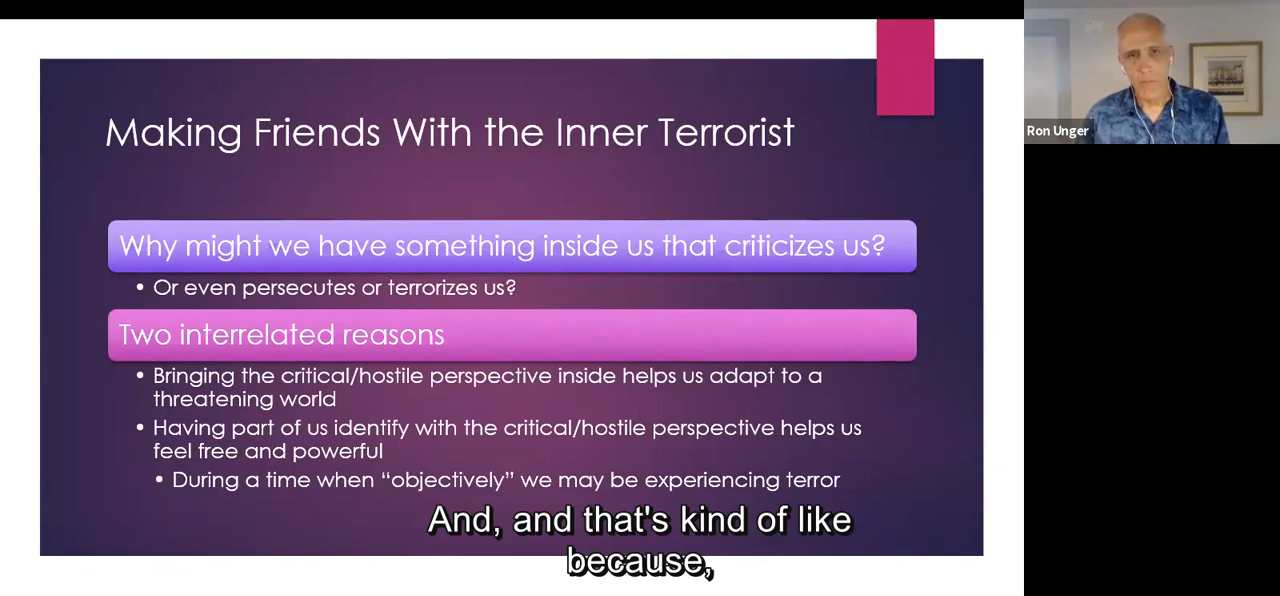 Making Friends With the Inner Terrorist
Ron Unger
Why might we have something inside us that criticizes us?
• Or even persecutes or terrorizes us?
Two interrelated reasons
• Bringing the critical/hostile perspective inside helps us adapt to a
threatening world
• Having part of us identify with the critical/hostile perspective helps us
feel free and powerful
• During a time when “objectively” we may be experiencing terror
And, and that's kind of like
because,